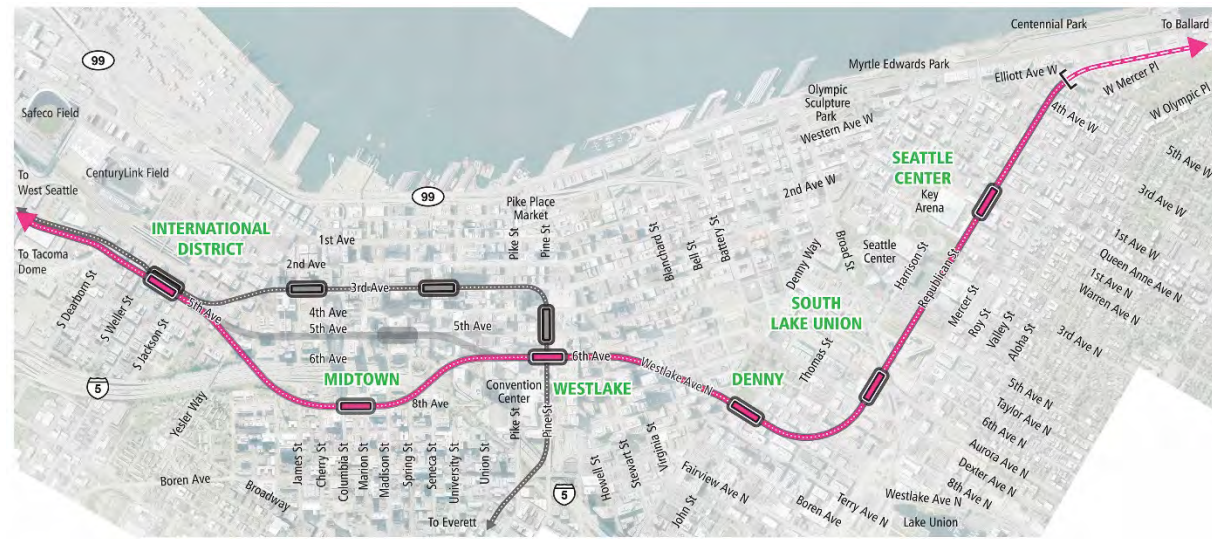 Centennial Park
To Ballard
99
Elliott Ave W
W Mercer Pl
Myrtle Edwards Park
W Olympic Pl
Olympic
Sculpture
Park
Western Ave W
4th Ave W
Safeco Field
5th Ave W
SEATTLE
CENTER
CenturyLink Field
To
West Seattle
99
2nd Ave W
3rd Ave W
Key
Arena
Pike Place
Market
INTERNATIONAL
DISTRICT
1st Ave
Pike St
Pine St
Blanchard St
Bell St
Battery St
Denny Way
Broad St
Seattle
Center
Harrison St
Republican St
1st Ave W
Queen Anne Ave N
1st Ave N
Warren Ave N
To Tacoma
Dome
2nd Ave
3rd Ave
S Dearborn St
S Weller St
S Jackson St
5th Ave
4th Ave
5th Ave
5th Ave
SOUTH
LAKE UNION
Mercer St
Roy St
Valley St
Aloha St
3rd Ave N
6th Ave
6th Ave
Westlake Ave N
Thomas St
MIDTOWN
WESTLAKE
DENNY
5
Convention
Center
8th Ave
Yesler Way
Pike St
Pine St
5th Ave N
Taylor Ave N
6th Ave N
Aurora Ave N
Dexter Ave N
8th Ave N
James St
Cherry St
Columbia St
Marion St
Madison St
Spring St
Seneca St
University St
Union St
Howell St
Stewart St
Virginia St
Fairview Ave N
Boren Ave
Broadway
5
John St
Boren Ave
Terry Ave N
Westlake Ave N
To Everett
Lake Union